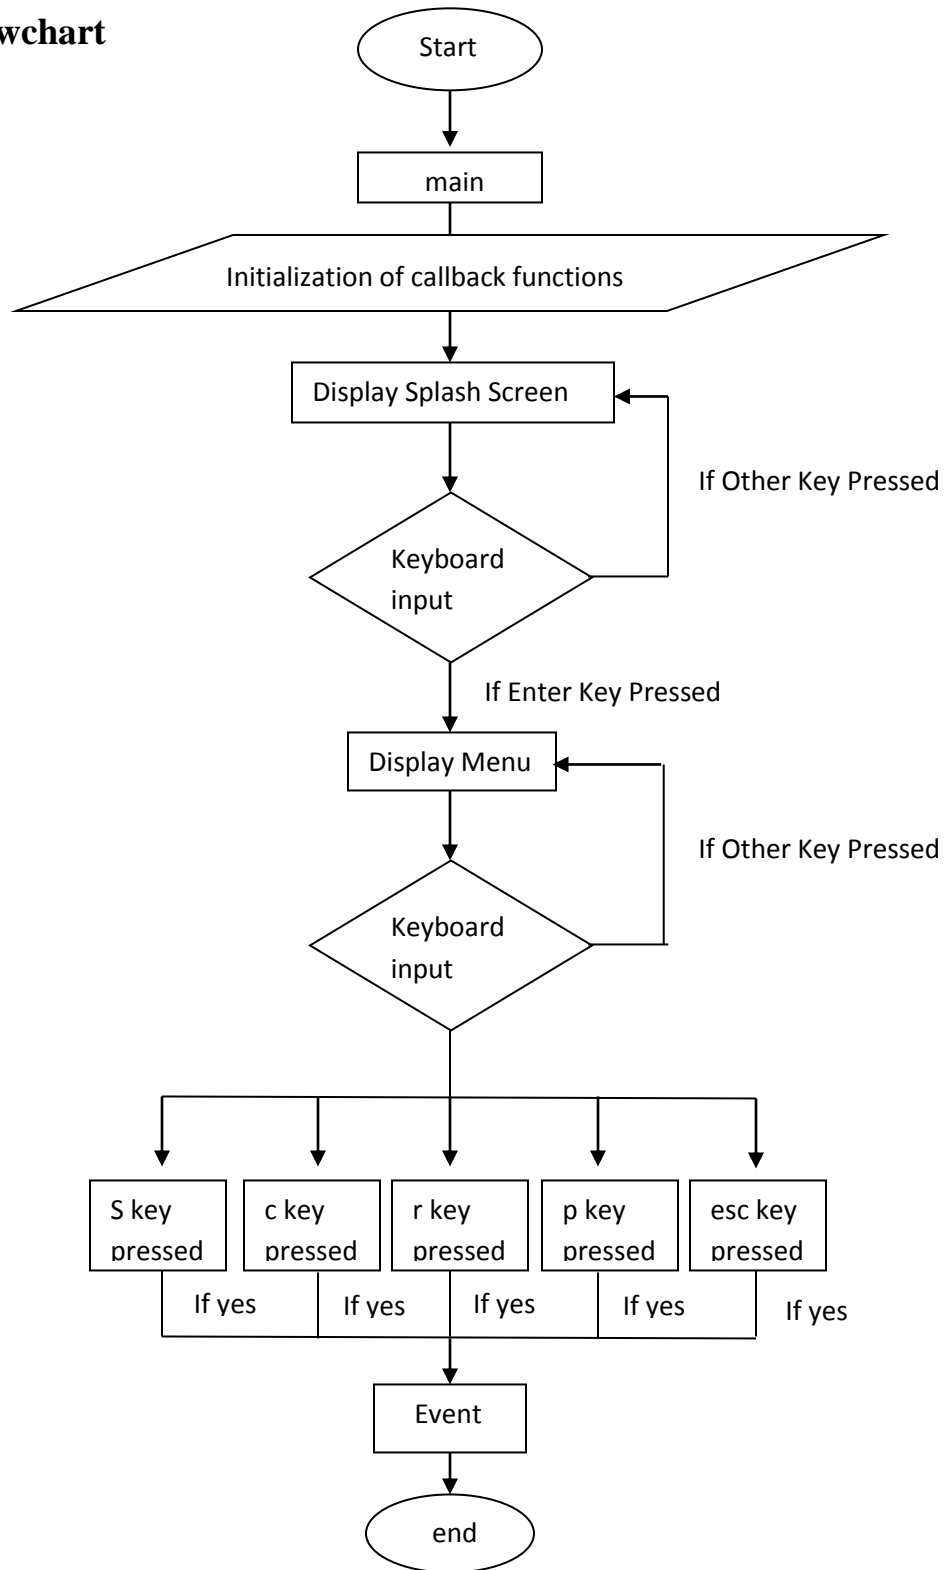 wchart
Start
main
Initialization of callback functions
Display Splash Screen
If Other Key Pressed
Keyboard
input
If Enter Key Pressed
Display Menu
If Other Key Pressed
Keyboard
input
S key
pressed
c key
pressed
r key
pressed
p key
pressed
esc key
pressed
If yes
If yes
If yes
If yes
If yes
Event
end